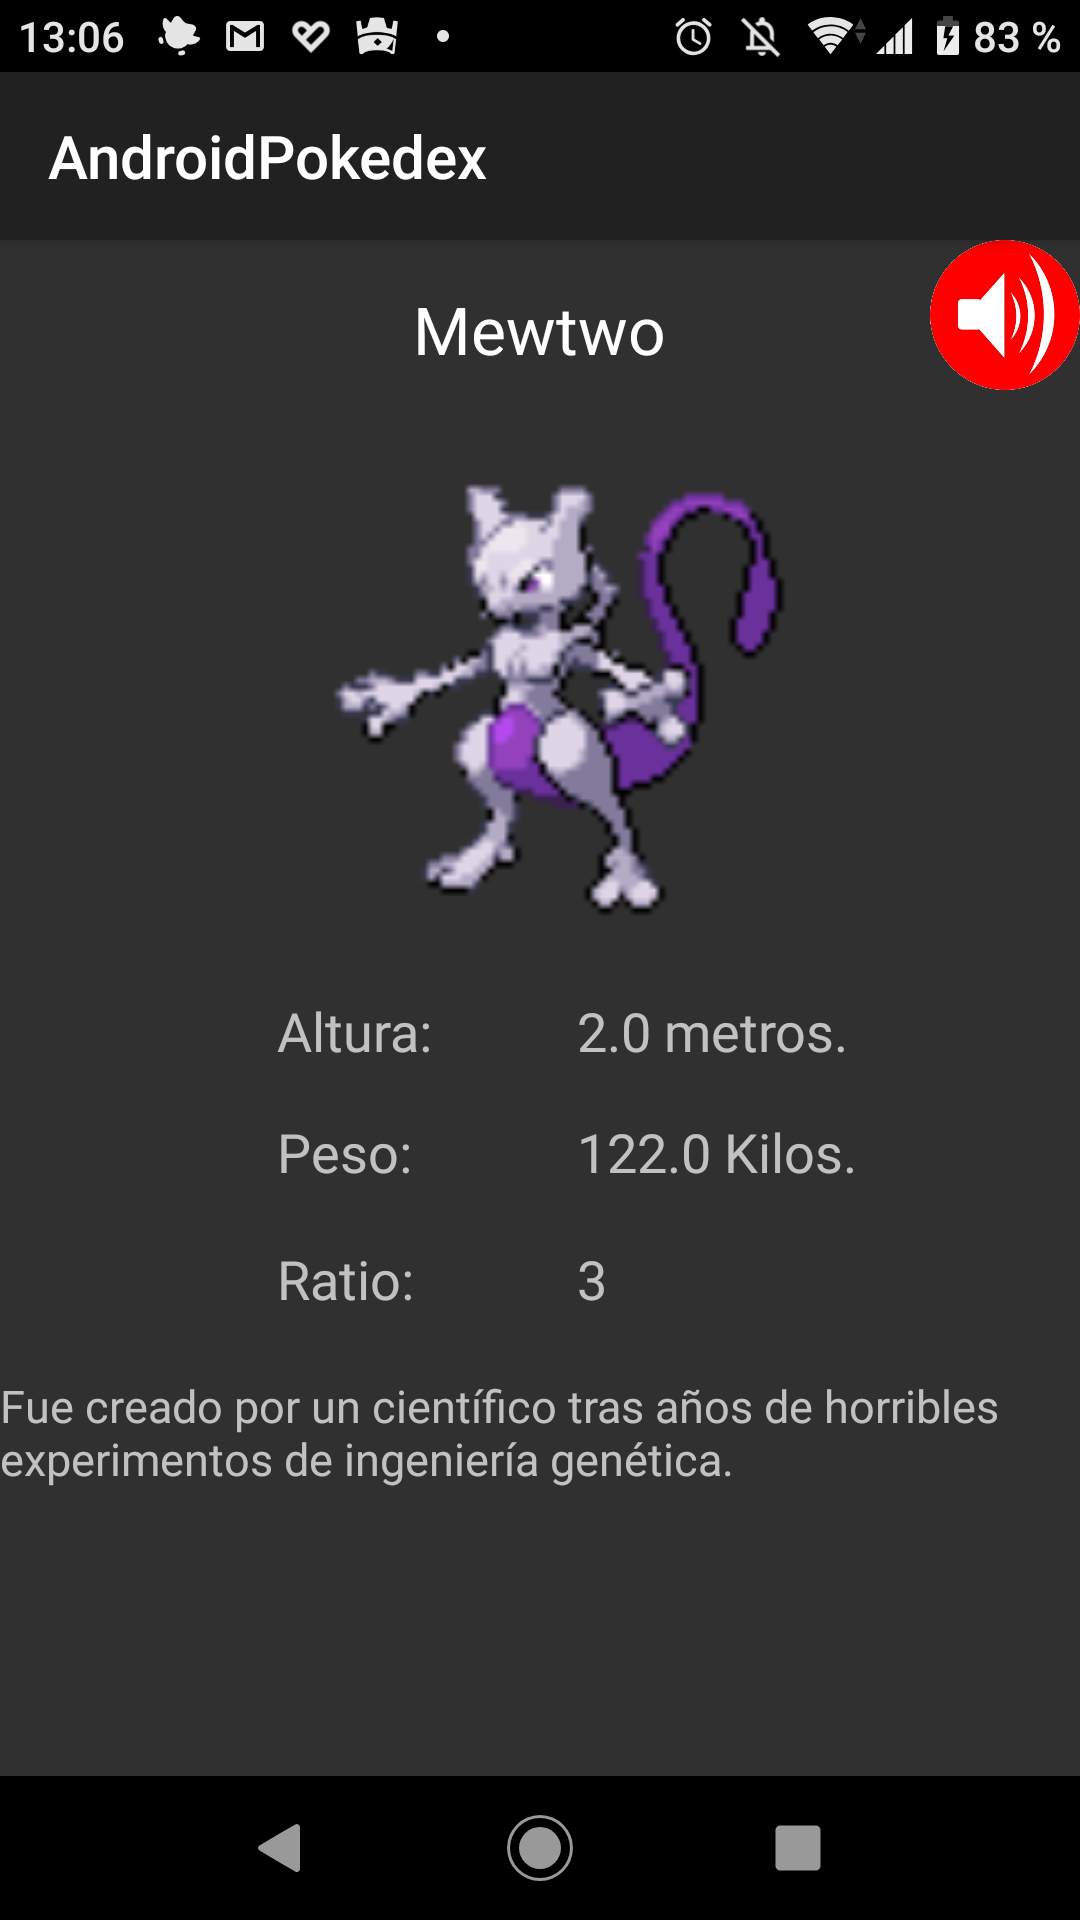 13:06
83 %
AndroidPokedex
Mewtwo
Altura: 2.0 metros.
Peso: 122.0 Kilos.
Ratio: 3
Fue creado por un científico tras años de horribles
experimentos de ingeniería genética.